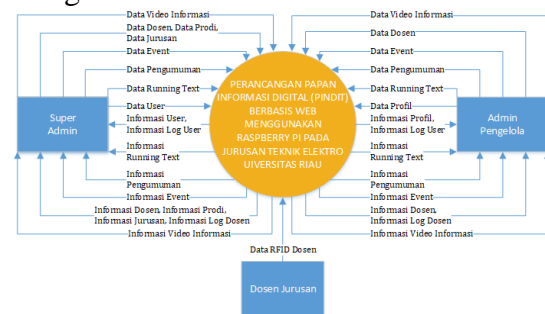 Data Video Informasi
Data Dosen, Data Prodi,
Data Jurusan
Data Event
Data Pengumuman
Data Running Text
Data User
Informasi User,
Informasi Log User
Informasi
Running Text
Informasi
Pengumuman
Informasi Event
Informasi Dosen, Informasi Prodi,
Informasi Jurusan, Informasi Log Dosen
Informasi Video Informasi
Super
Admin
PERANCANGAN PAPAN
INFORMASI DIGITAL (PINDIT)
BERBASIS WEB
MENGGUNAKAN
RASPBERRY PI PADA
JURUSAN TEKNIK ELEKTRO
UIVERSITAS RIAU
Data Video Informasi
Data Dosen
Data Event
Data Pengumuman
Data Running Text
Data Profil
Informasi Profil,
Informasi Log User
Informasi
Running Text
Informasi
Pengumuman
Informasi Event
Informasi Dosen,
Informasi Log Dosen
Informasi Video Informasi
Admin
Pengelola
Data RFID Dosen
Dosen Jurusan